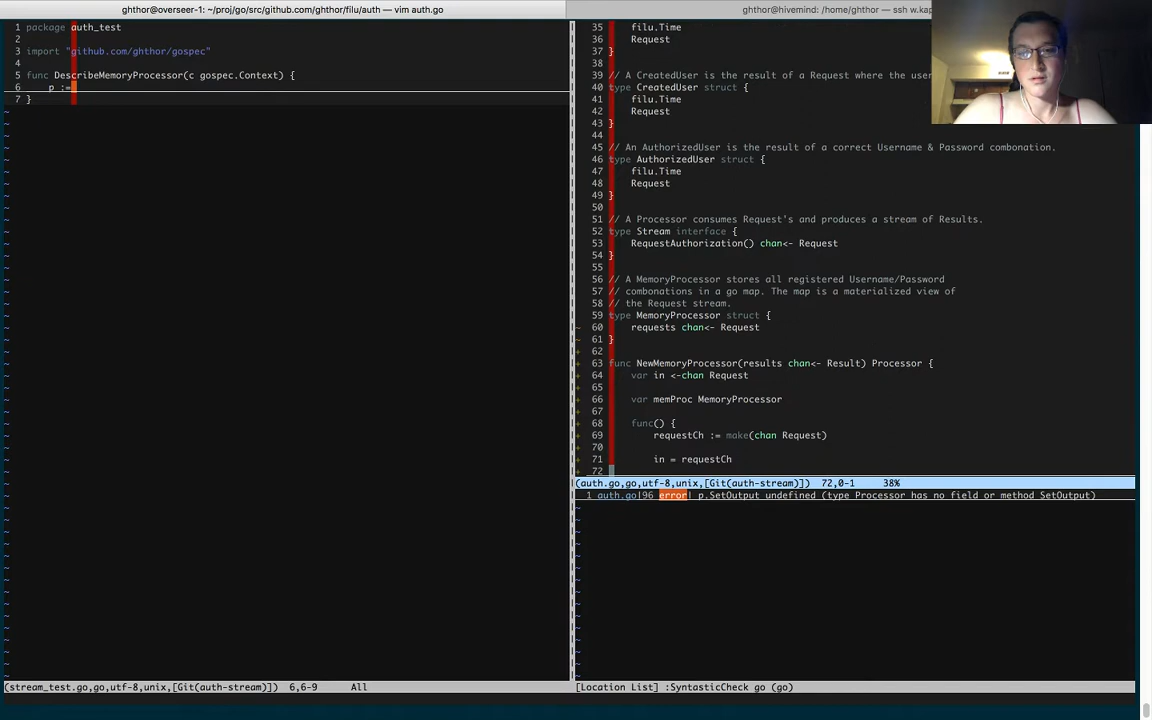 ghthor@overseer-1: ~/proj/go/src/github.com/ghthor/filu/auth — vim auth.go
ghthor@hivemind: /home/ghthor — ssh w.kap
1 package auth_test
2
3 import "github.com/ghthor/gospec"
4
5 func DescribeMemoryProcessor(c gospec.Context) {
6 p :=
7 }
~
(stream_test.go,go,utf-8,unix,[Git(auth-stream)]) 6,6-9 All
35 filu.Time
36 Request
37 }
38
39 // A CreatedUser is the result of a Request where the user
40 type CreatedUser struct {
41 filu.Time
42 Request
43 }
44
45 // An AuthorizedUser is the result of a correct Username & Password combonation.
46 type AuthorizedUser struct {
47 filu.Time
48 Request
49 }
50
51 // A Processor consumes Request's and produces a stream of Results.
52 type Stream interface {
53 RequestAuthorization() chan<- Request
54 }
55
56 // A MemoryProcessor stores all registered Username/Password
57 // combonations in a go map. The map is a materialized view of
58 // the Request stream.
59 type MemoryProcessor struct {
~ 60 requests chan<- Request
~ 61 }
+ 62
+ 63 func NewMemoryProcessor(results chan<- Result) Processor {
+ 64 var in <-chan Request
+ 65
+ 66 var memProc MemoryProcessor
+ 67
+ 68 func() {
+ 69 requestCh := make(chan Request)
+ 70
+ 71 in = requestCh
+ 72
(auth.go,go,utf-8,unix,[Git(auth-stream)]) 72,0-1 38%
1 auth.go|96 error| p.SetOutput undefined (type Processor has no field or method SetOutput)
~
[Location List] :SyntasticCheck go (go)